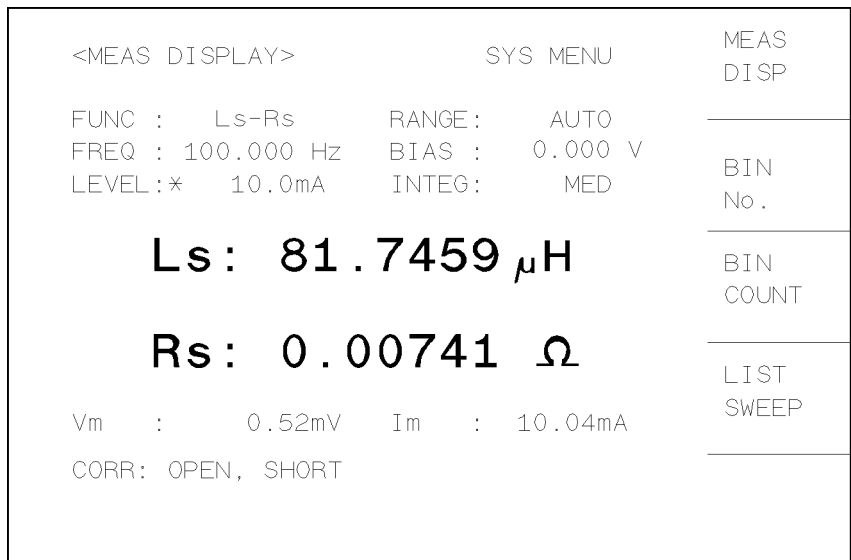 <MEAS DISPLAY> SYS MENU
FUNC : Ls-Rs RANGE: AUTO
FREQ : 100.000 Hz BIAS : 0.000 V
LEVEL:* 10.0mA INTEG: MED
Ls: 81.7459 μH
Rs: 0.00741 Ω
Vm : 0.52mV Im : 10.04mA
CORR: OPEN, SHORT
MEAS
DISP
BIN
No.
BIN
COUNT
LIST
SWEEP